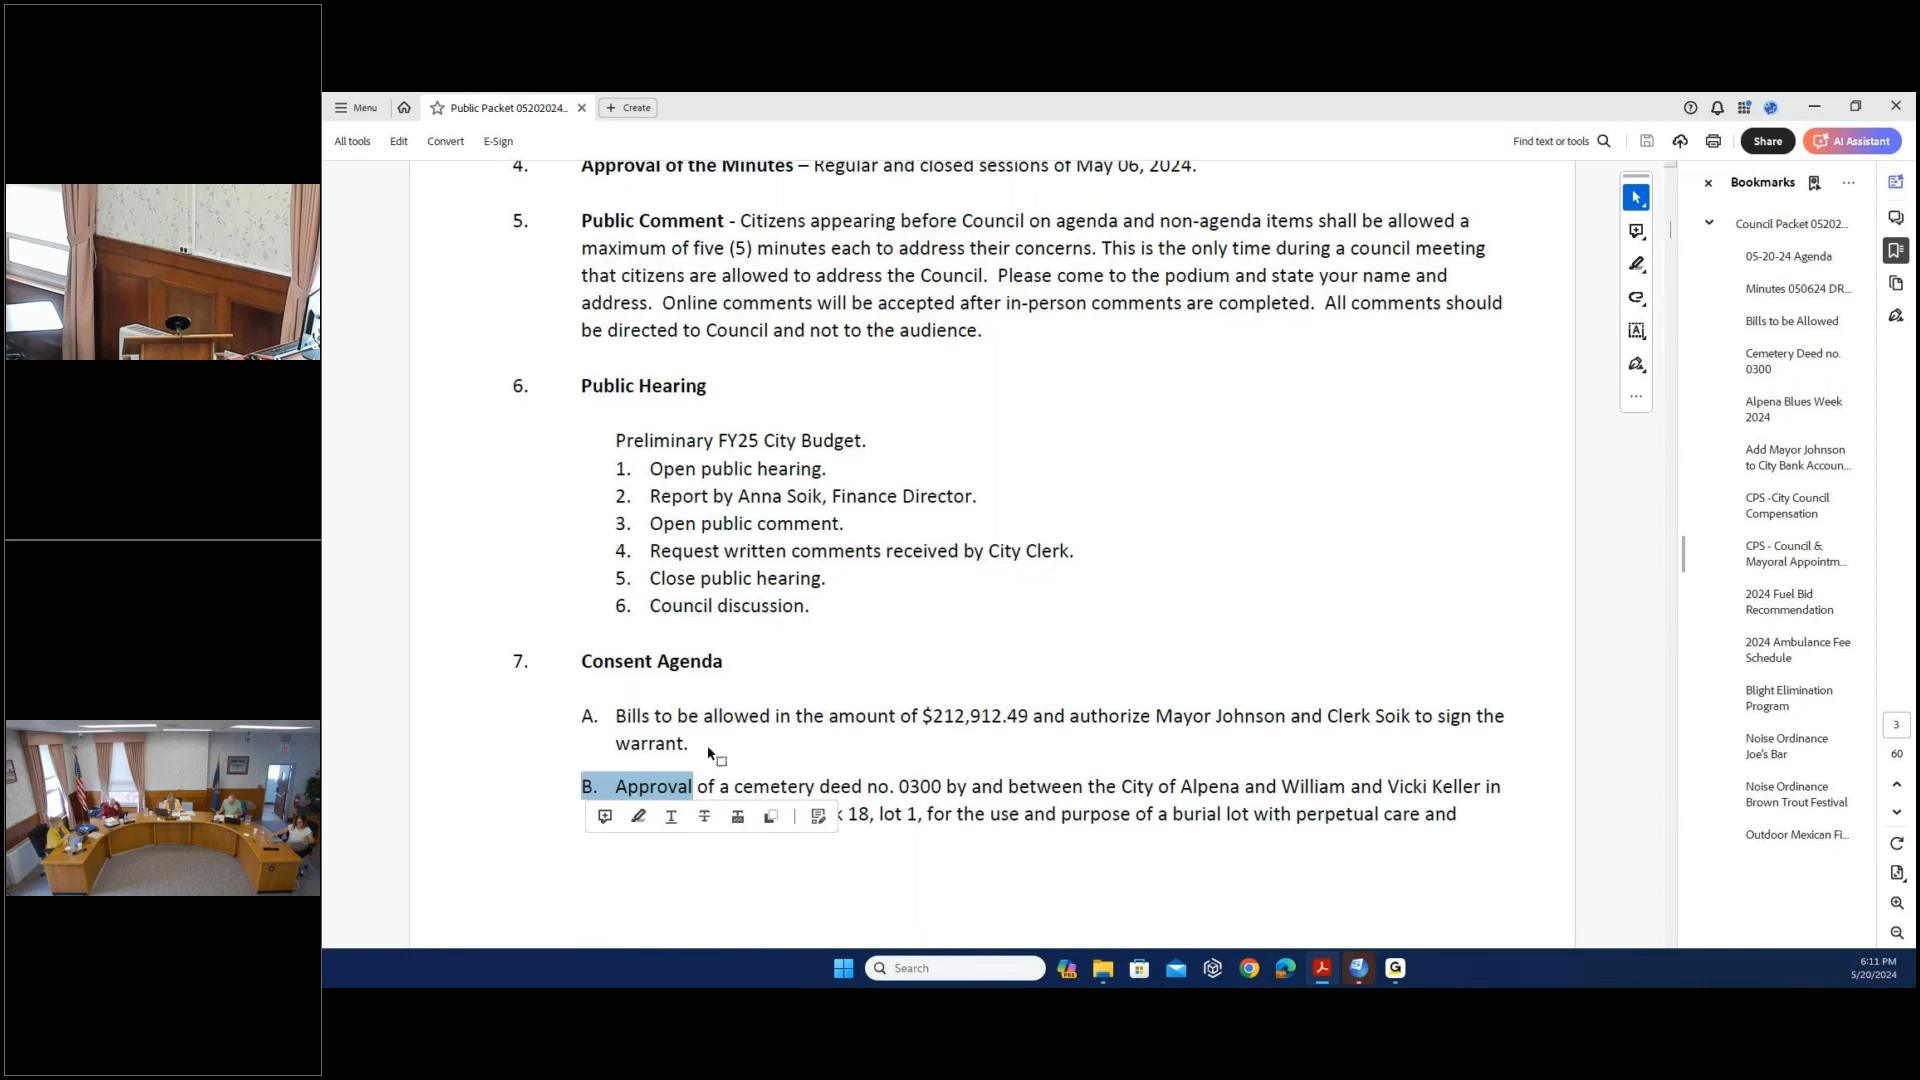 Menu
Public Packet 05202024...
Create
All tools
Edit
Convert
E-Sign
Find text or tools
Share
AI Assistant
4. Approval of the Minutes – Regular and closed sessions of May 06, 2024.
5. Public Comment - Citizens appearing before Council on agenda and non-agenda items shall be allowed a
maximum of five (5) minutes each to address their concerns. This is the only time during a council meeting
that citizens are allowed to address the Council. Please come to the podium and state your name and
address. Online comments will be accepted after in-person comments are completed. All comments should
be directed to Council and not to the audience.
6. Public Hearing
Preliminary FY25 City Budget.
1. Open public hearing.
2. Report by Anna Soik, Finance Director.
3. Open public comment.
4. Request written comments received by City Clerk.
5. Close public hearing.
6. Council discussion.
7. Consent Agenda
A. Bills to be allowed in the amount of $212,912.49 and authorize Mayor Johnson and Clerk Soik to sign the
warrant.
B. Approval of a cemetery deed no. 0300 by and between the City of Alpena and William and Vicki Keller in
18, lot 1, for the use and purpose of a burial lot with perpetual care and
Bookmarks
Council Packet 05202...
05-20-24 Agenda
Minutes 050624 DR...
Bills to be Allowed
Cemetery Deed no.
0300
Alpena Blues Week
2024
Add Mayor Johnson
to City Bank Accoun...
CPS -City Council
Compensation
CPS - Council &
Mayoral Appointm...
2024 Fuel Bid
Recommendation
2024 Ambulance Fee
Schedule
Blight Elimination
Program
Noise Ordinance
Joe's Bar
Noise Ordinance
Brown Trout Festival
Outdoor Mexican Fi...
3
60
Search
6:11 PM
5/20/2024